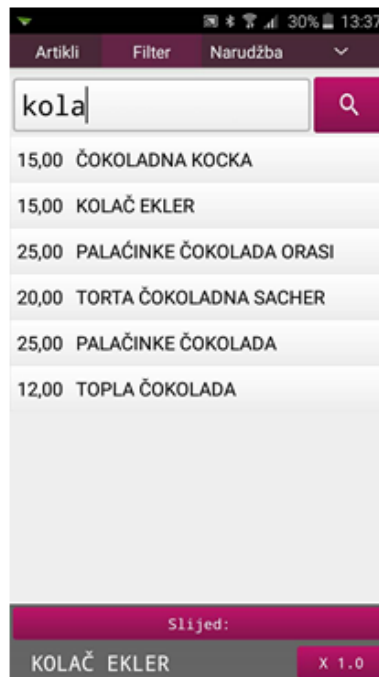 30% 13:37
Artikli Filter Narudžba
kola
15,00 ČOKOLADNA KOCKA
15,00 KOLAČ EKLER
25,00 PALAĆINKE ČOKOLADA ORASI
20,00 TORTA ČOKOLADNA SACHER
25,00 PALAČINKE ČOKOLADA
12,00 TOPLA ČOKOLADA
Slijed:
KOLAČ EKLER X 1.0